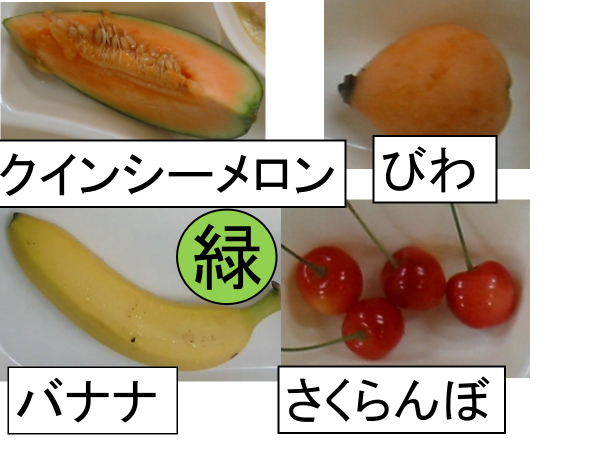 クインシーメロン
びわ
緑
バナナ
さくらんぼ